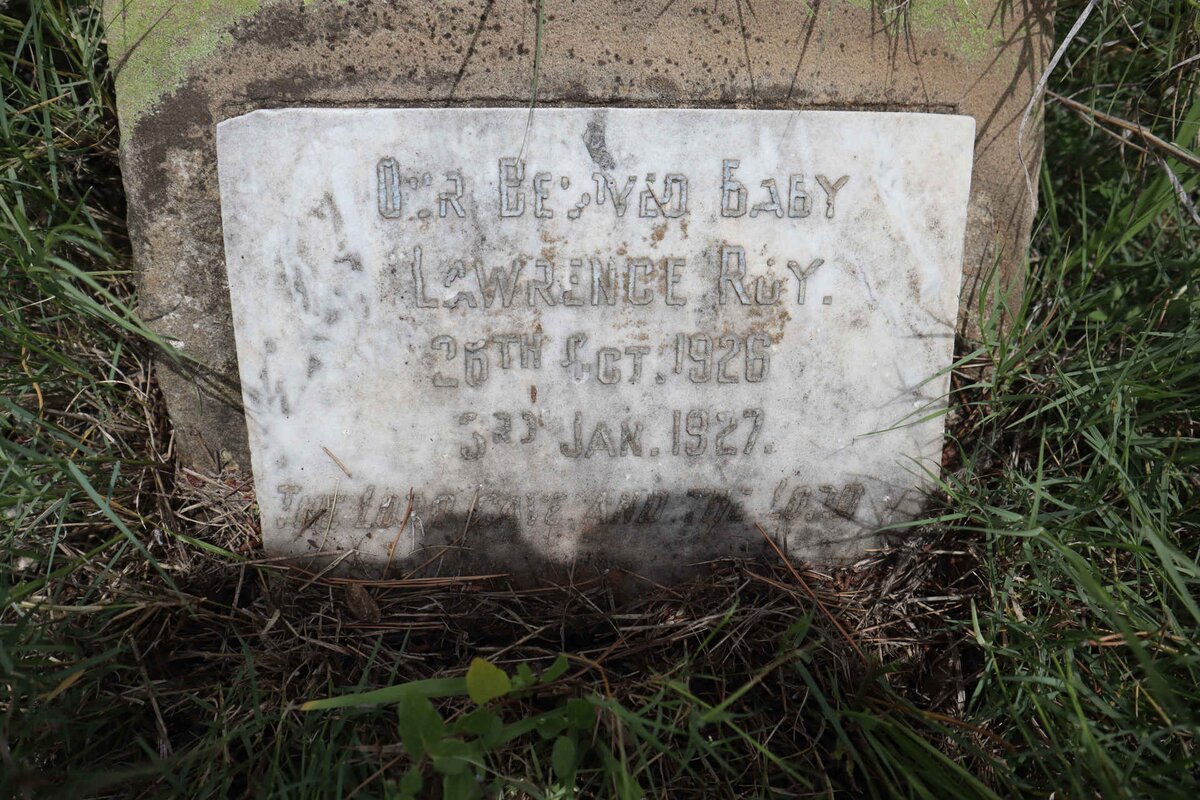 Our Beloved Baby
Lawrence Roy.
26th Oct. 1926
3rd Jan. 1927.
The Lord gave and the Lord